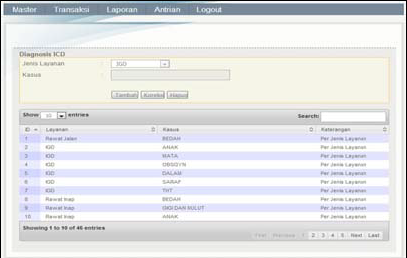 Master Transaksi Laporan Antrian Logout
Diagnosis ICD
Jenis Layanan : IGD
Kasus :
Tambah Koreksi Hapus
Show 10 entries Search:
ID Layanan Kasus Keterangan
1 Rawat Jalan BEDAH Per Jenis Layanan
2 IGD ANAK Per Jenis Layanan
3 IGD MATA Per Jenis Layanan
4 IGD OBSGYN Per Jenis Layanan
5 IGD DALAM Per Jenis Layanan
6 IGD SARAF Per Jenis Layanan
7 IGD THT Per Jenis Layanan
8 Rawat Inap BEDAH Per Jenis Layanan
9 Rawat Inap GIGI DAN MULUT Per Jenis Layanan
10 Rawat Inap ANAK Per Jenis Layanan
Showing 1 to 10 of 46 entries
First Previous 1 2 3 4 5 Next Last